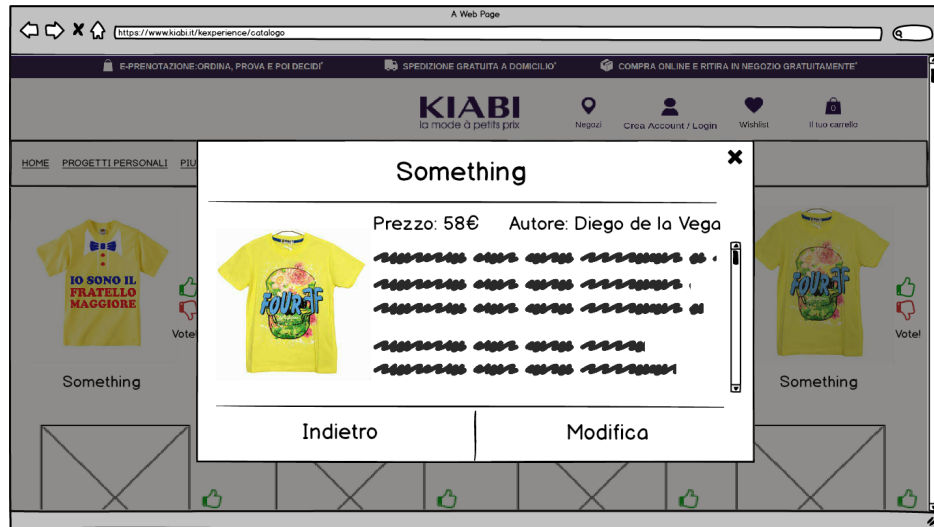 A Web Page
https://www.kiabi.it/kexperience/catalogo
E-PRENOTAZIONE:ORDINA, PROVA E POI DECIDI*
SPEDIZIONE GRATUITA A DOMICILIO*
COMPRA ONLINE E RITIRA IN NEGOZIO GRATUITAMENTE*
KIABI
la mode à petits prix
Negozi
Crea Account / Login
Wishlist
0
Il tuo carrello
HOME PROGETTI PERSONALI PIU
Something
Prezzo: 58€ Autore: Diego de la Vega
IO SONO IL
FRATELLO
MAGGIORE
Vote!
Something
FOUR
Vote!
Something
Indietro
Modifica